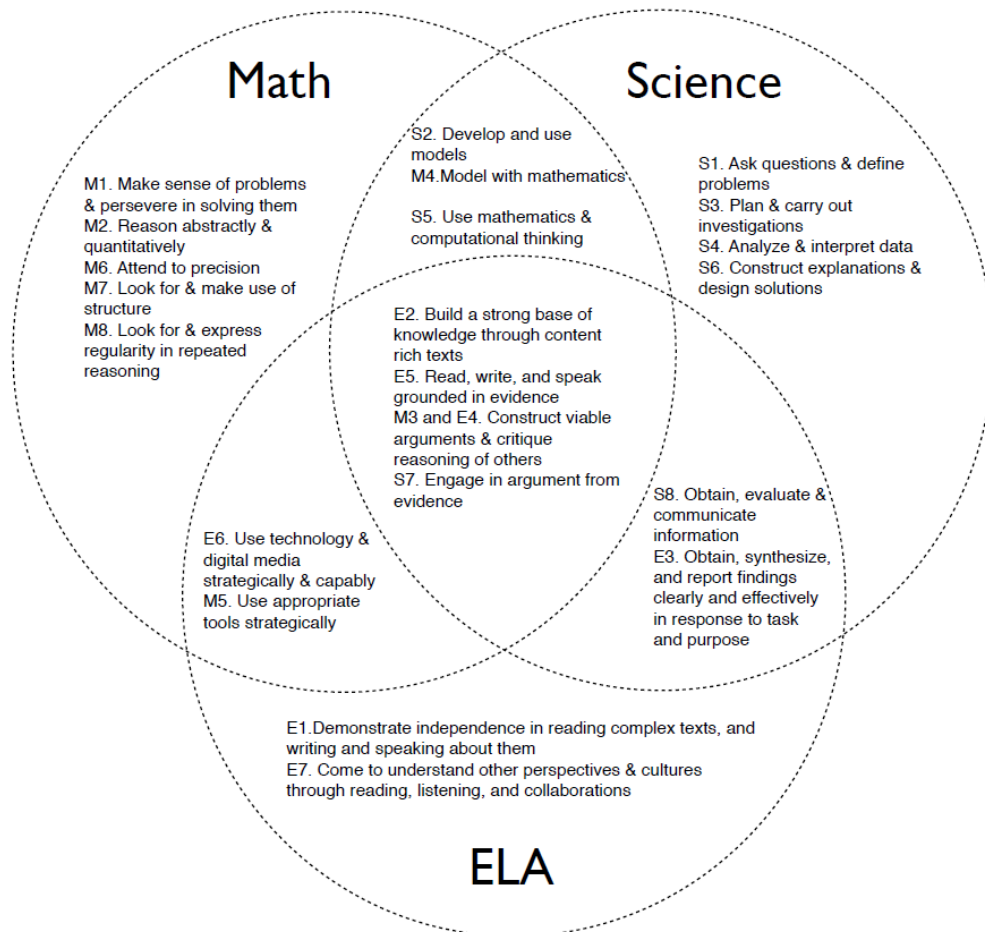 Math
Science
S2. Develop and use
models
M4.Model with mathematics
S5. Use mathematics &
computational thinking
M1. Make sense of problems
& persevere in solving them
M2. Reason abstractly &
quantitatively
M6. Attend to precision
M7. Look for & make use of
structure
M8. Look for & express
regularity in repeated
reasoning
S1. Ask questions & define
problems
S3. Plan & carry out
investigations
S4. Analyze & interpret data
S6. Construct explanations &
design solutions
E2. Build a strong base of
knowledge through content
rich texts
E5. Read, write, and speak
grounded in evidence
M3 and E4. Construct viable
arguments & critique
reasoning of others
S7. Engage in argument from
evidence
E6. Use technology &
digital media
strategically & capably
M5. Use appropriate
tools strategically
S8. Obtain, evaluate &
communicate
information
E3. Obtain, synthesize,
and report findings
clearly and effectively
in response to task
and purpose
E1.Demonstrate independence in reading complex texts, and
writing and speaking about them
E7. Come to understand other perspectives & cultures
through reading, listening, and collaborations
ELA